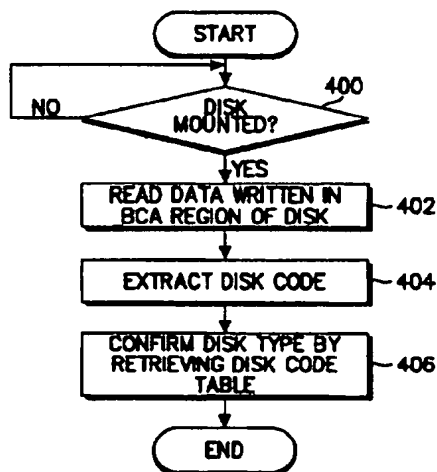 START
400
NO
DISK
MOUNTED?
YES
READ DATA WRITTEN IN
BCA REGION OF DISK
402
EXTRACT DISK CODE
404
CONFIRM DISK TYPE BY
RETRIEVING DISK CODE
TABLE
406
END